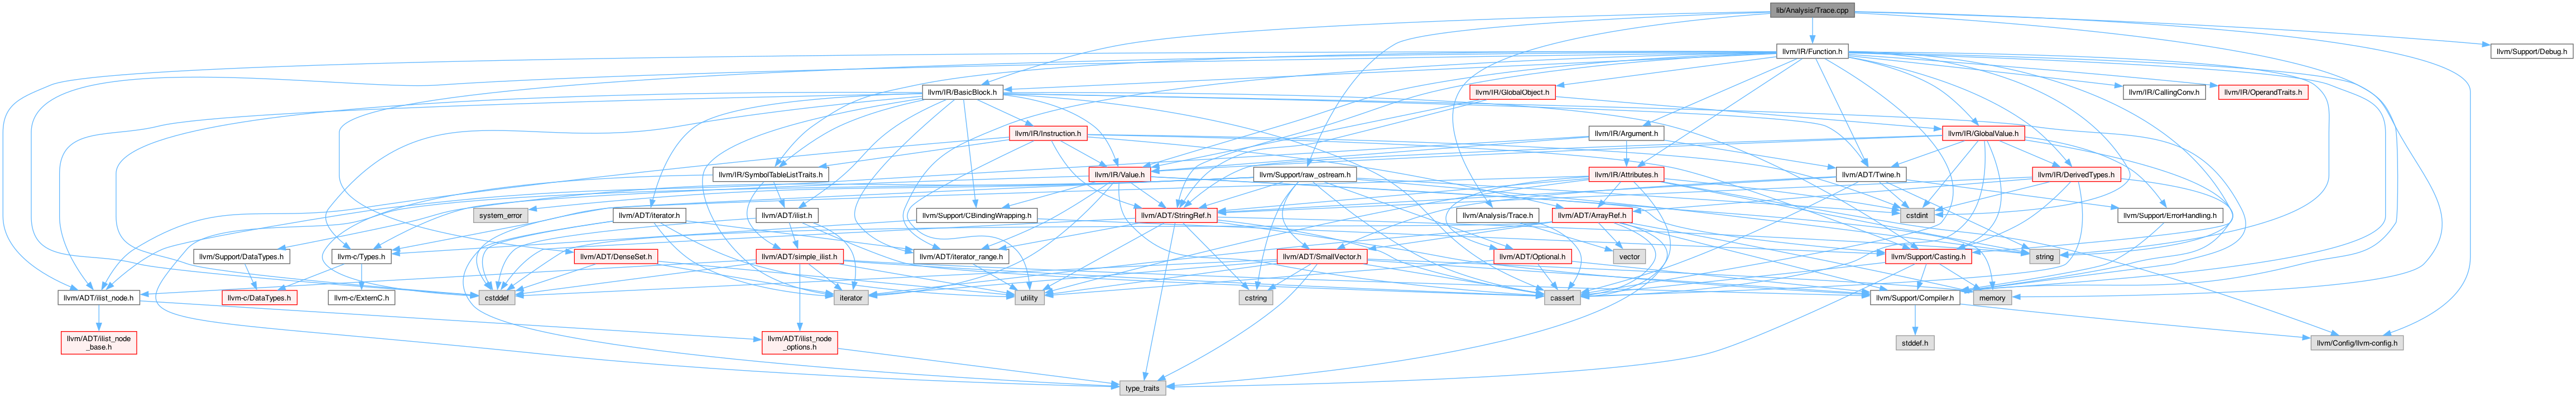 lib/Analysis/Trace.cpp
llvm/IR/Function.h
llvm/Support/Debug.h
llvm/IR/BasicBlock.h
llvm/IR/GlobalObject.h
llvm/IR/CallingConv.h
llvm/IR/OperandTraits.h
llvm/IR/Instruction.h
llvm/IR/Argument.h
llvm/IR/GlobalValue.h
llvm/IR/SymbolTableListTraits.h
llvm/IR/Value.h
llvm/Support/raw_ostream.h
llvm/IR/Attributes.h
llvm/ADT/Twine.h
llvm/IR/DerivedTypes.h
system_error
llvm/ADT/iterator.h
llvm/ADT/ilist.h
llvm/Support/CBindingWrapping.h
llvm/ADT/StringRef.h
llvm/Analysis/Trace.h
llvm/ADT/ArrayRef.h
cstdint
llvm/Support/ErrorHandling.h
llvm/Support/DataTypes.h
llvm-c/Types.h
llvm/ADT/DenseSet.h
llvm/ADT/simple_ilist.h
llvm/ADT/iterator_range.h
llvm/ADT/SmallVector.h
llvm/ADT/Optional.h
vector
llvm/Support/Casting.h
string
llvm/ADT/ilist_node.h
llvm-c/DataTypes.h
llvm-c/ExternC.h
cstddef
iterator
utility
cstring
cassert
llvm/Support/Compiler.h
memory
llvm/ADT/ilist_node
_base.h
llvm/ADT/ilist_node
_options.h
stddef.h
llvm/Config/llvm-config.h
type_traits